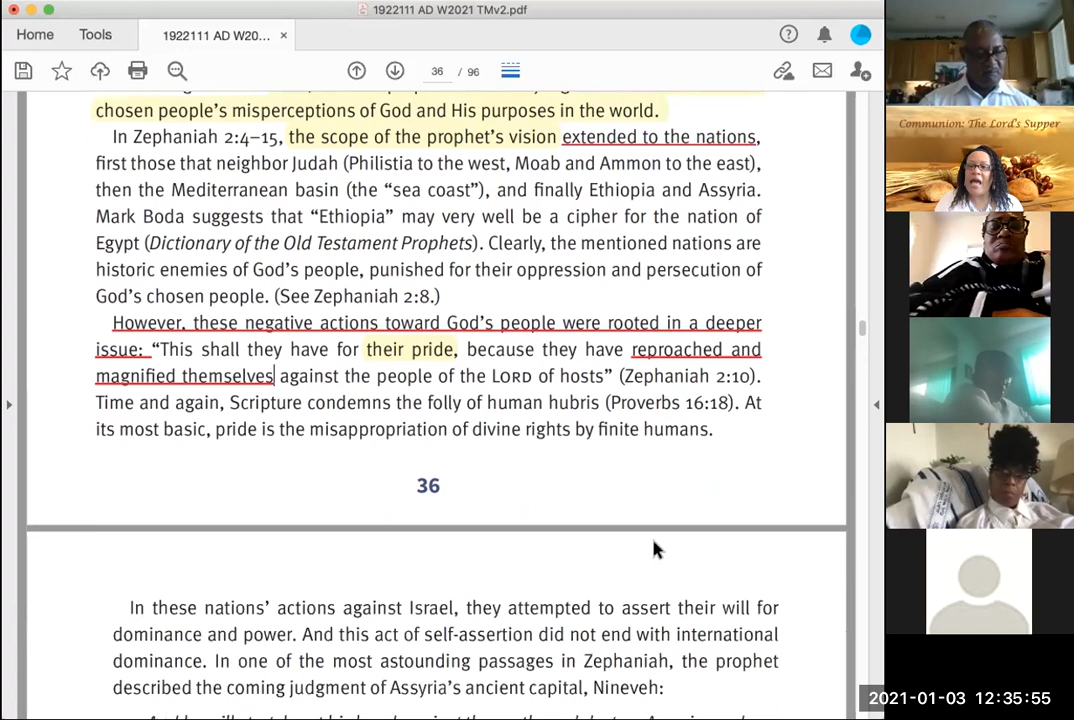 1922111 AD W2021 TMv2.pdf
Home Tools 1922111 AD W20... ×
36 / 96
chosen people's misperceptions of God and His purposes in the world.
In Zephaniah 2:4–15, the scope of the prophet's vision extended to the nations,
first those that neighbor Judah (Philistia to the west, Moab and Ammon to the east),
then the Mediterranean basin (the “sea coast”), and finally Ethiopia and Assyria.
Mark Boda suggests that “Ethiopia” may very well be a cipher for the nation of
Egypt (Dictionary of the Old Testament Prophets). Clearly, the mentioned nations are
historic enemies of God's people, punished for their oppression and persecution of
God's chosen people. (See Zephaniah 2:8.)
However, these negative actions toward God's people were rooted in a deeper
issue: “This shall they have for their pride, because they have reproached and
magnified themselves against the people of the LORD of hosts” (Zephaniah 2:10).
Time and again, Scripture condemns the folly of human hubris (Proverbs 16:18). At
its most basic, pride is the misappropriation of divine rights by finite humans.
36
In these nations' actions against Israel, they attempted to assert their will for
dominance and power. And this act of self-assertion did not end with international
dominance. In one of the most astounding passages in Zephaniah, the prophet
described the coming judgment of Assyria's ancient capital, Nineveh:
Communion: The Lord's Supper
2021-01-03 12:35:55